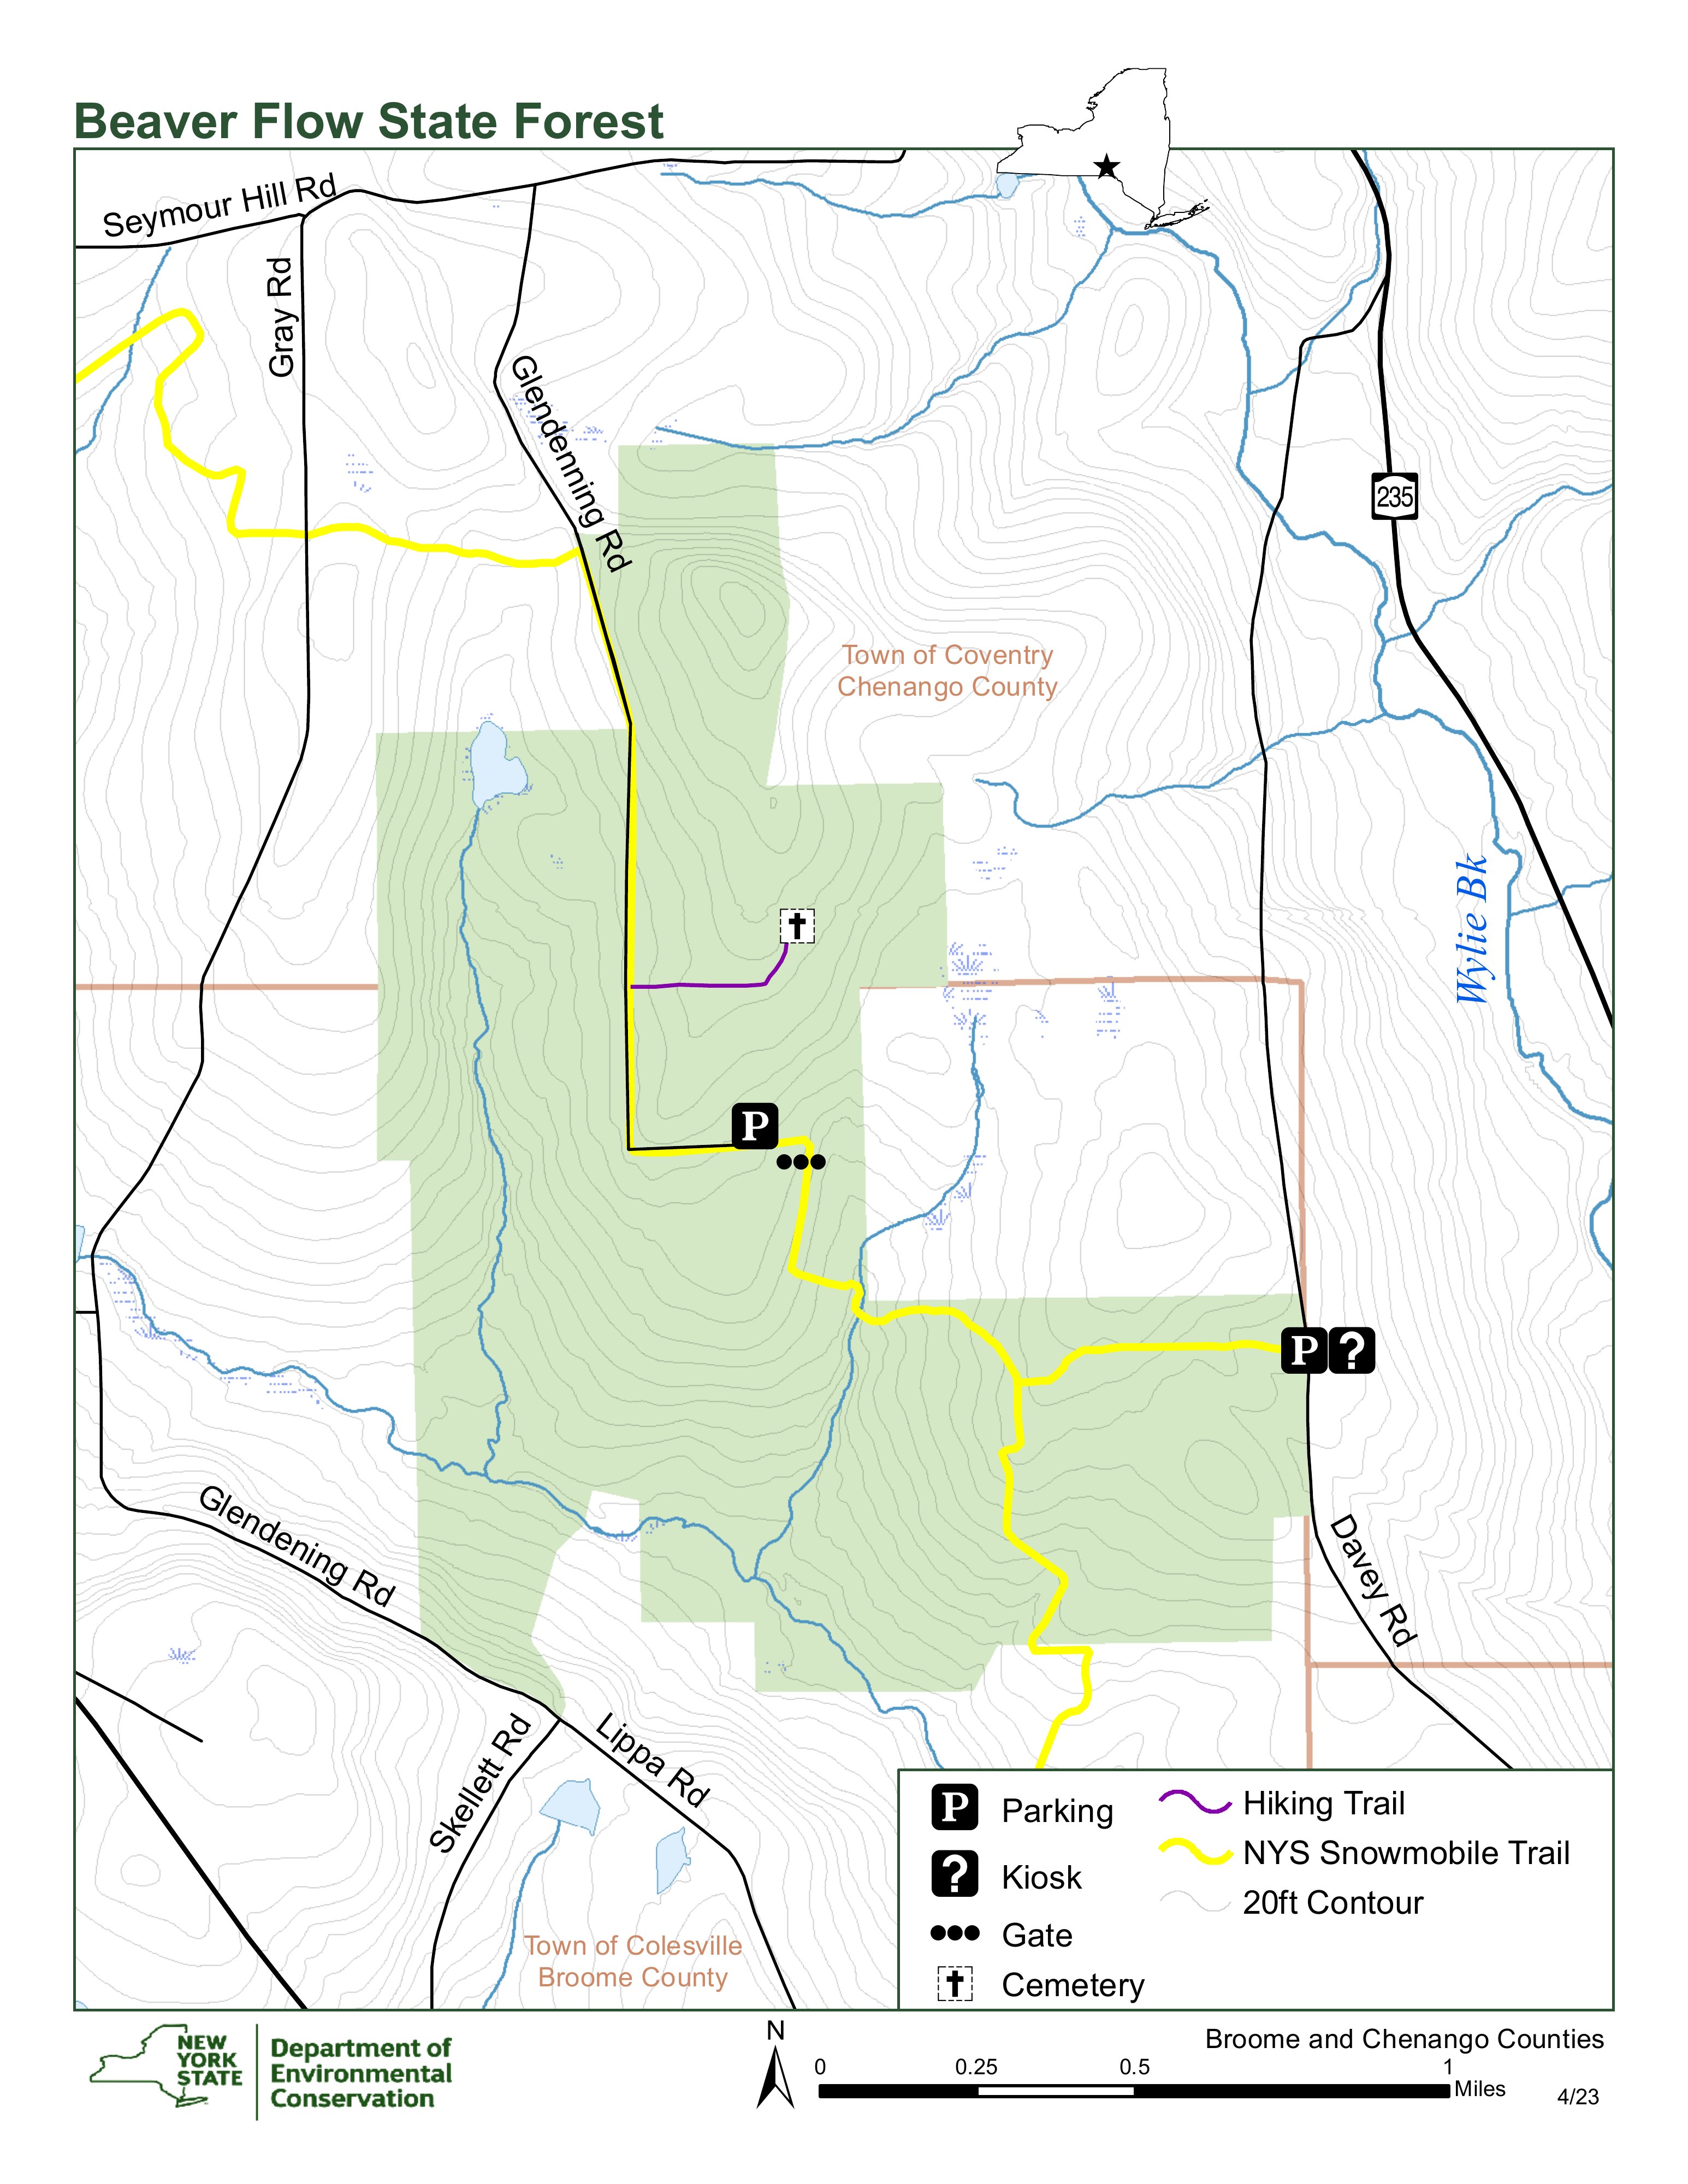 Beaver Flow State Forest
Seymour Hill Rd
Gray Rd
Glendenning Rd
235
Town of Coventry
Chenango County
Wylie Bk
P
P ?
Glendening Rd
Davey Rd
Skellett Rd
Lippa Rd
Town of Colesville
Broome County
P Parking
? Kiosk
Gate
Cemetery
Hiking Trail
NYS Snowmobile Trail
20ft Contour
NEW
YORK
STATE
Department of
Environmental
Conservation
N
0 0.25 0.5 1
Miles
Broome and Chenango Counties
4/23